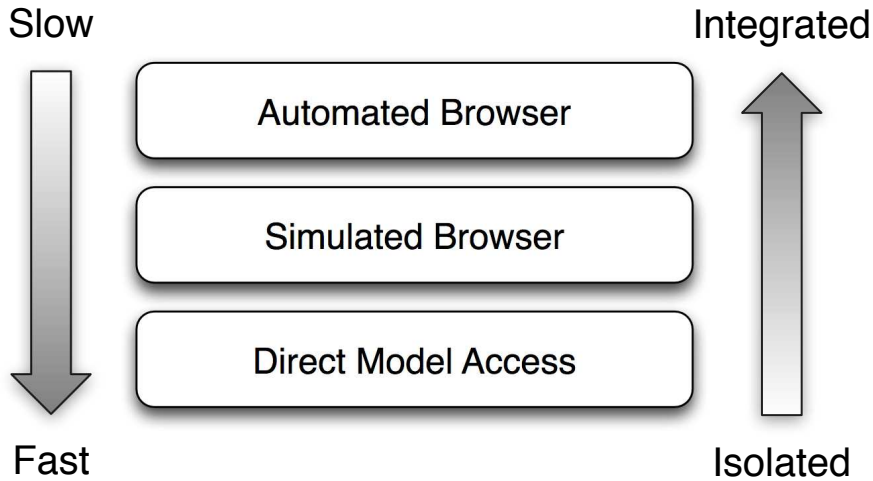 Slow
Integrated
Automated Browser
Simulated Browser
Direct Model Access
Fast
Isolated